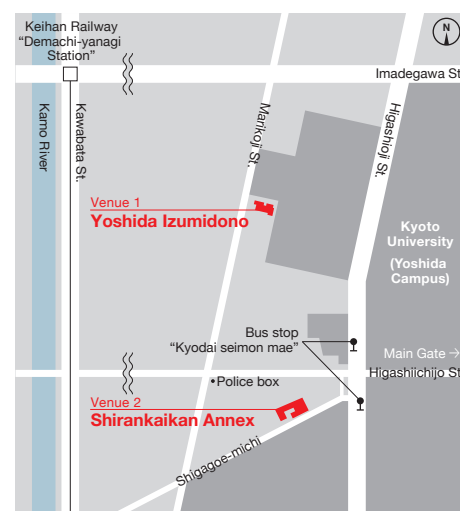 Keihan Railway
“Demachi-yanagi
Station”
N
Imadegawa St
Kamo River
Kawabata St.
Marikoji St.
Higashioji St.
Venue 1
Yoshida Izumidono
Kyoto
University
(Yoshida
Campus)
Bus stop
“Kyodai seimon mae”
Main Gate →
Higashiichijo St
•Police box
Venue 2
Shirankaikan Annex
Shigagoe-michi